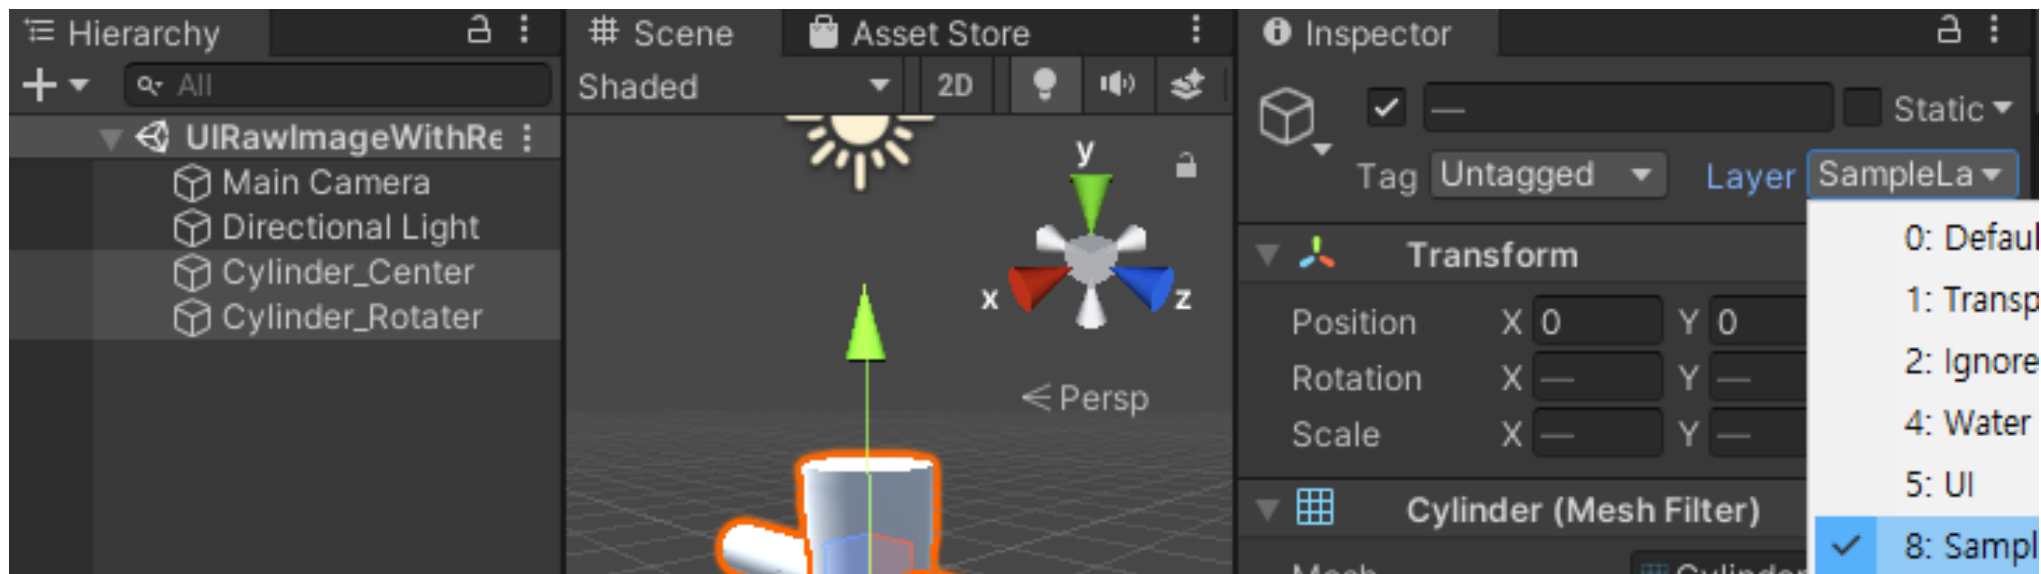 Hierarchy
All
UIRawImageWithRe
Main Camera
Directional Light
Cylinder_Center
Cylinder_Rotater
Scene
Asset Store
Shaded
2D
y
x
z
Persp
Inspector
— Static
Tag Untagged Layer SampleLa
0: Defaul
1: Transp
2: Ignore
4: Water
5: UI
8: Sampl
Transform
Position X 0 Y 0
Rotation X — Y —
Scale X — Y —
Cylinder (Mesh Filter)
Mesh Cylinder